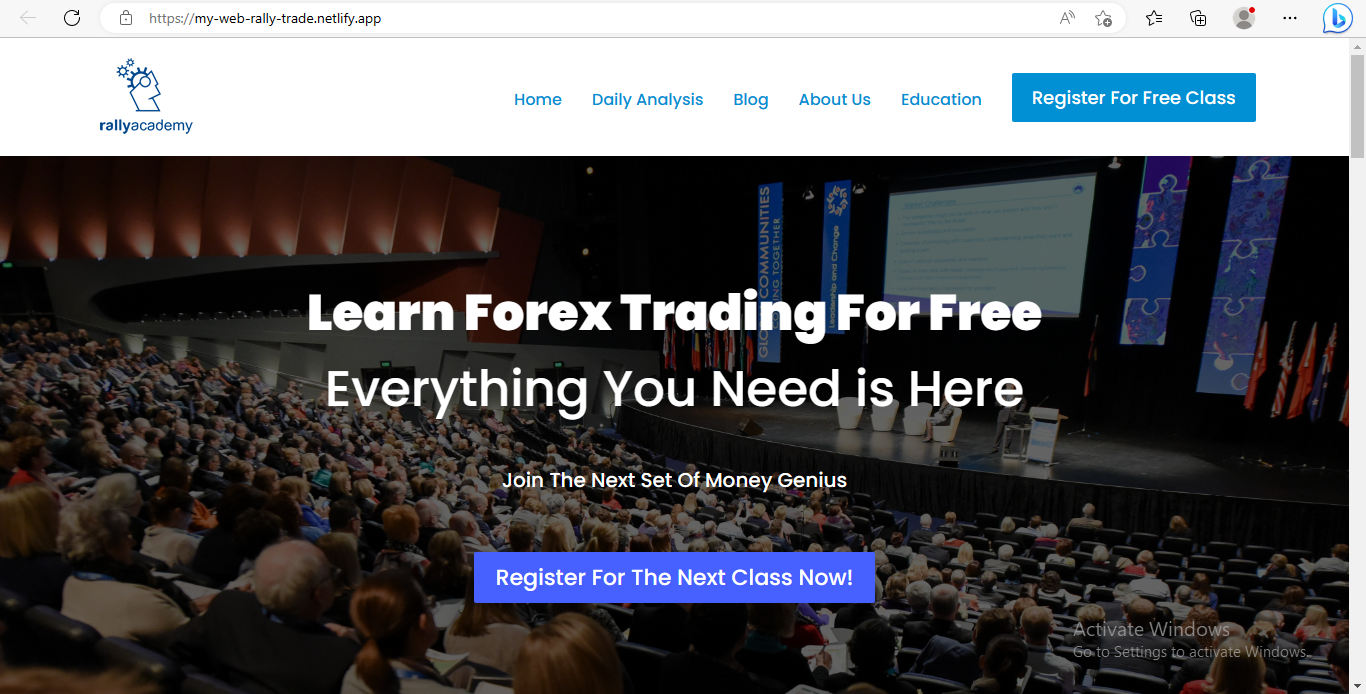 https://my-web-rally-trade.netlify.app
rallyacademy
Home
Daily Analysis
Blog
About Us
Education
Register For Free Class
GLOBAL COMMUNITIES
Leadership and Change
Learn Forex Trading For Free
Everything You Need is Here
Join The Next Set Of Money Genius
Register For The Next Class Now!
Activate Windows
Go to Settings to activate Windows.